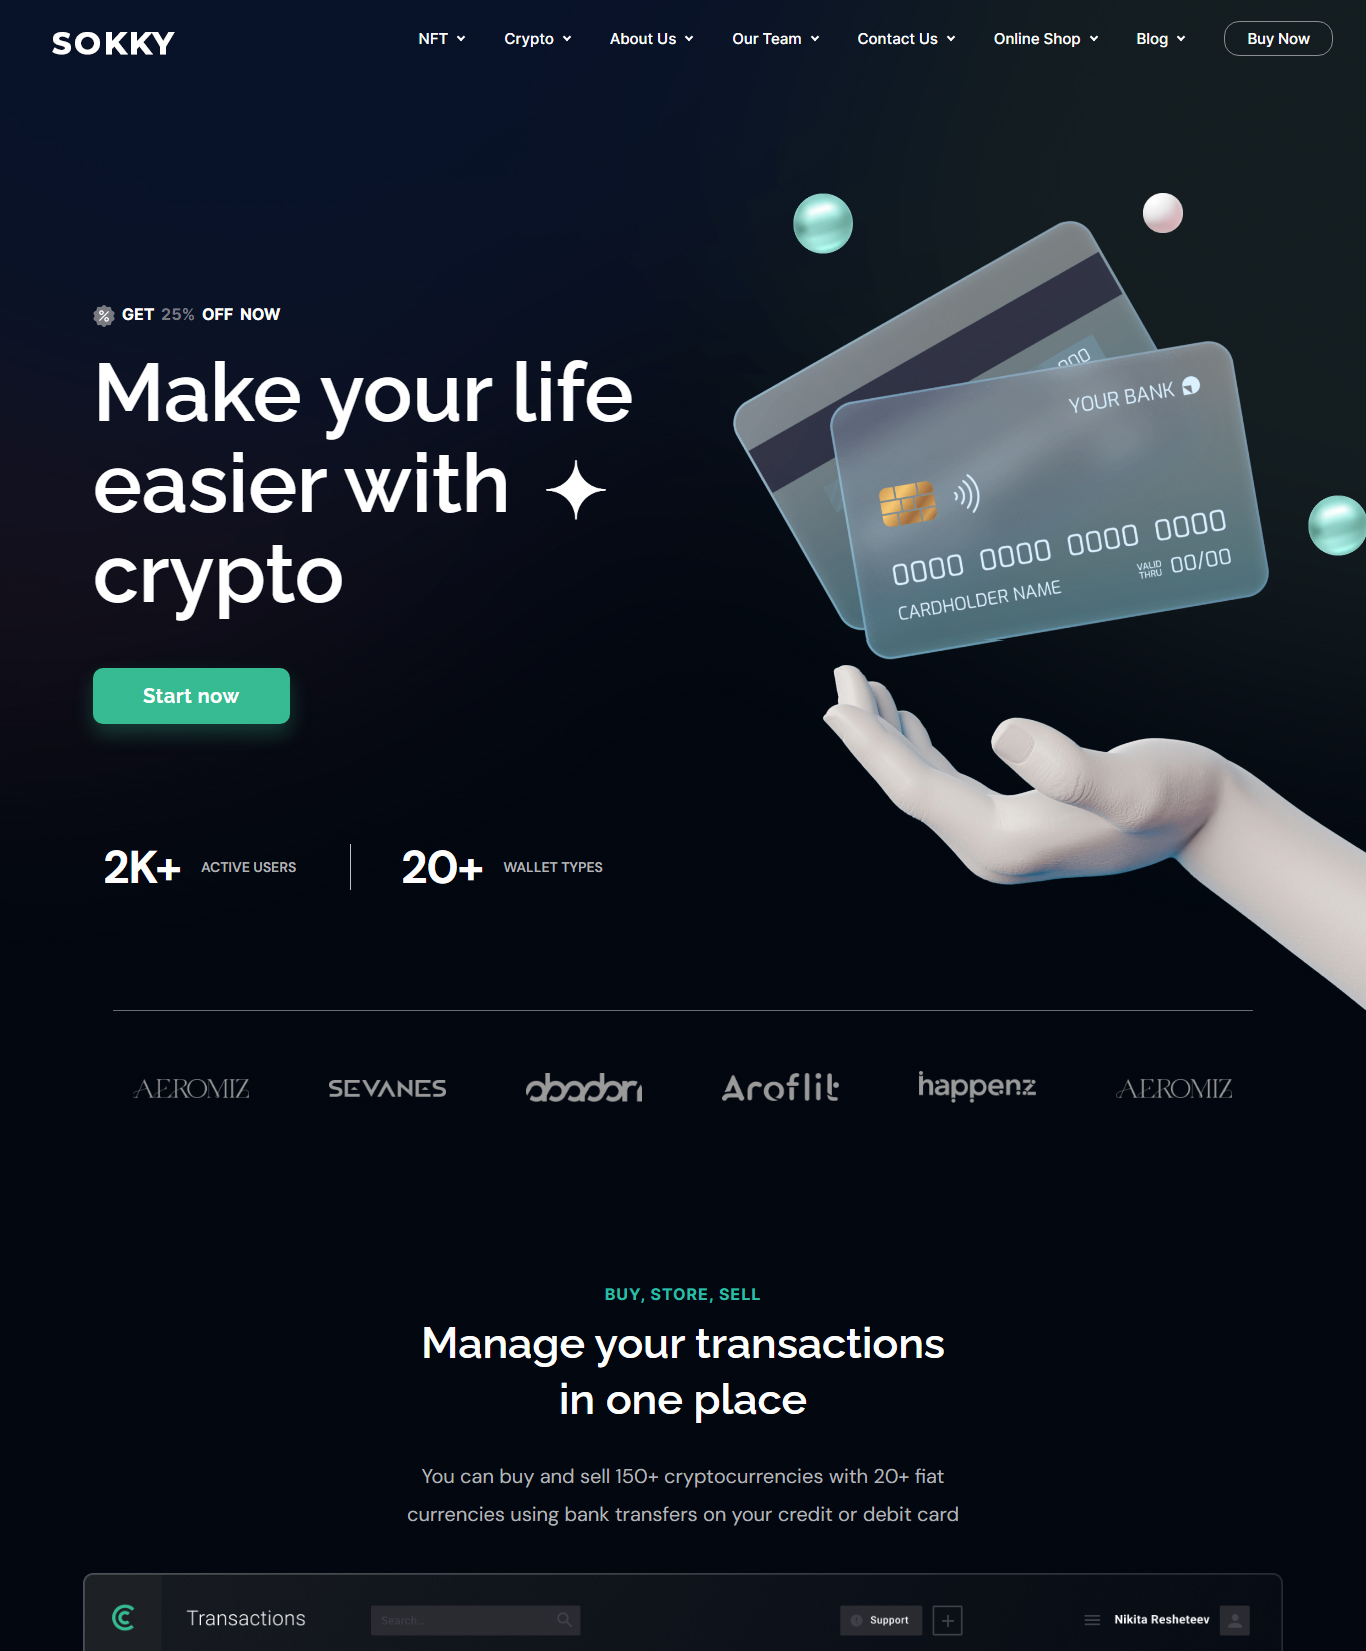 SOKKY
NFT
Crypto
About Us
Our Team
Contact Us
Online Shop
Blog
Buy Now
GET 25% OFF NOW
Make your life
easier with
crypto
Start now
2K+ ACTIVE USERS
20+ WALLET TYPES
000
YOUR BANK
0000 0000 0000 0000
VALID
THRU 00/00
CARDHOLDER NAME
AEROMIZ
SEVANES
abadon
Aroflit
happenz
AEROMIZ
BUY, STORE, SELL
Manage your transactions
in one place
You can buy and sell 150+ cryptocurrencies with 20+ fiat
currencies using bank transfers on your credit or debit card
Transactions
Search...
Support
Nikita Resheteev